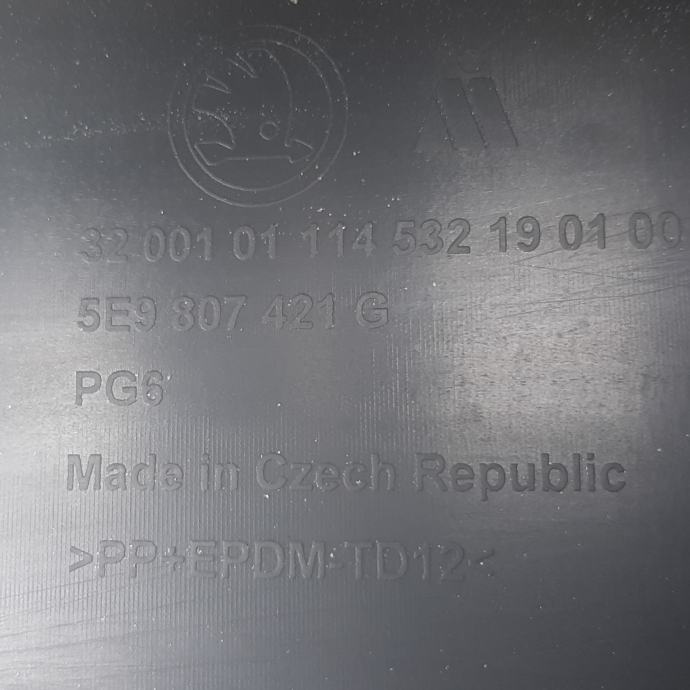 32 001 01 114 532 19 01 00
5E9 807 421 G
PG6
Made in Czech Republic
>PP+EPDM-TD12<